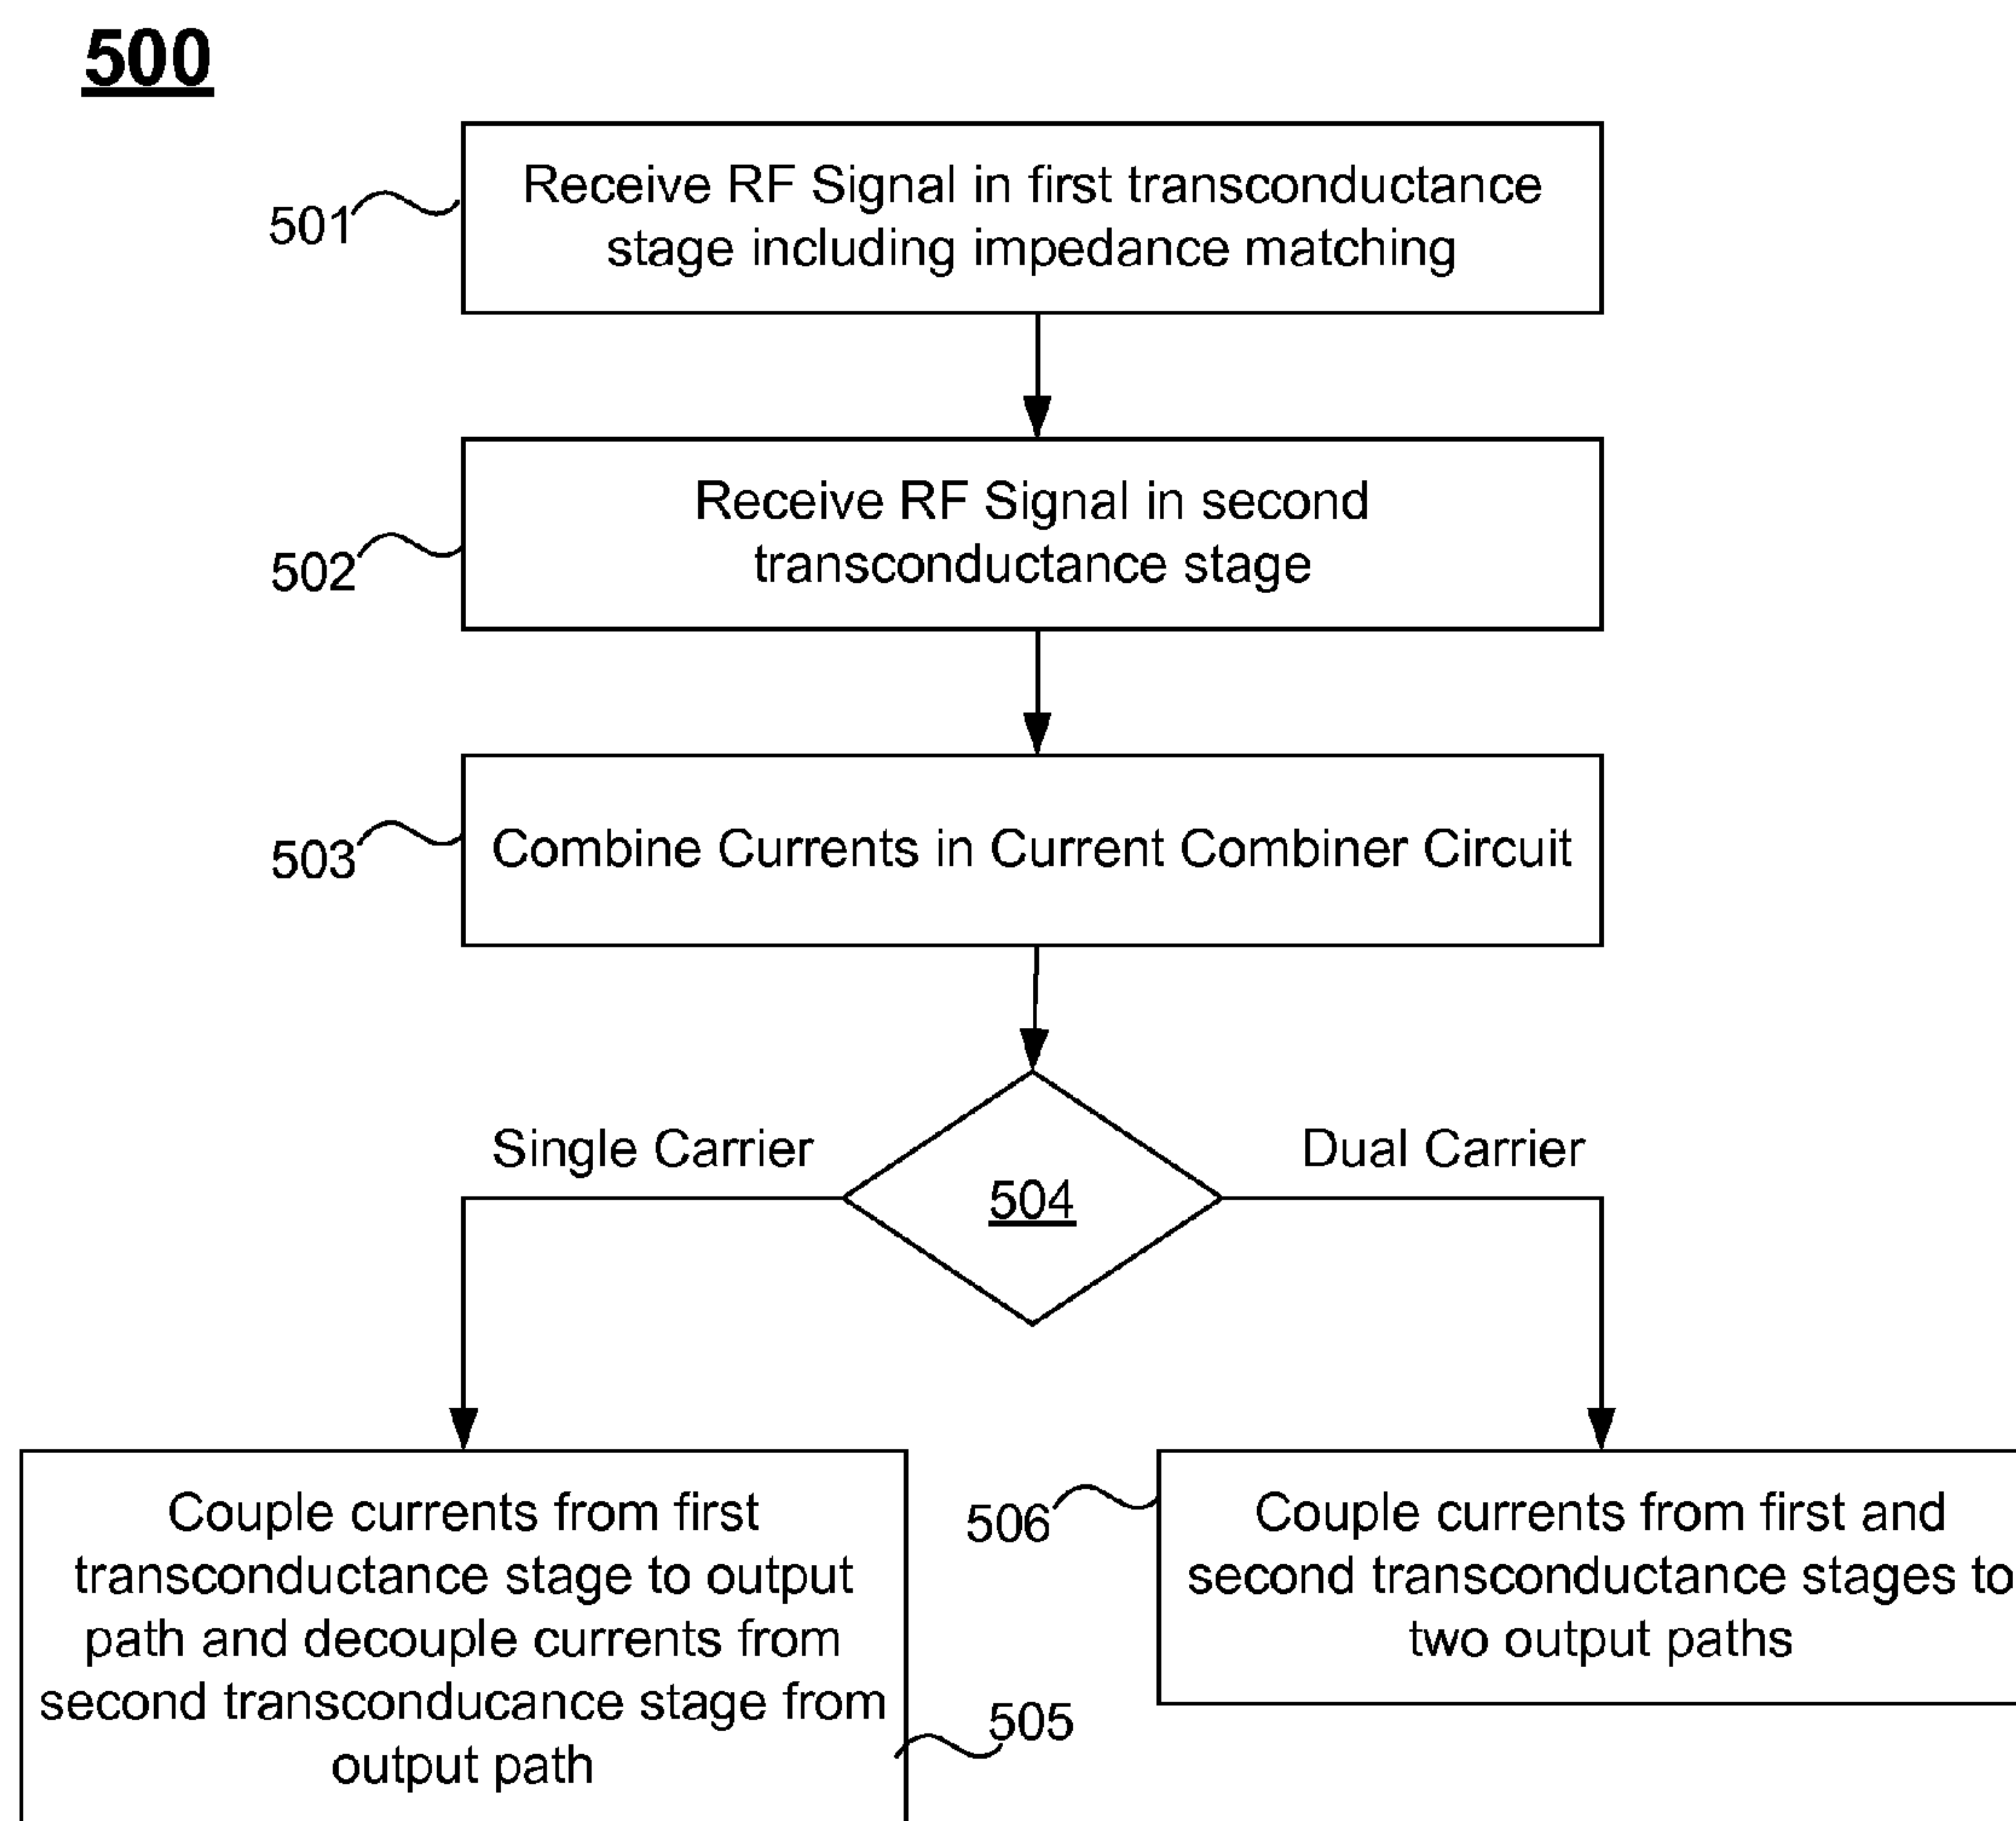 500
501
Receive RF Signal in first transconductance
stage including impedance matching
502
Receive RF Signal in second
transconductance stage
503
Combine Currents in Current Combiner Circuit
Single Carrier
504
Dual Carrier
Couple currents from first
transconductance stage to output
path and decouple currents from
second transconducance stage from
output path
505
506
Couple currents from first and
second transconductance stages to
two output paths